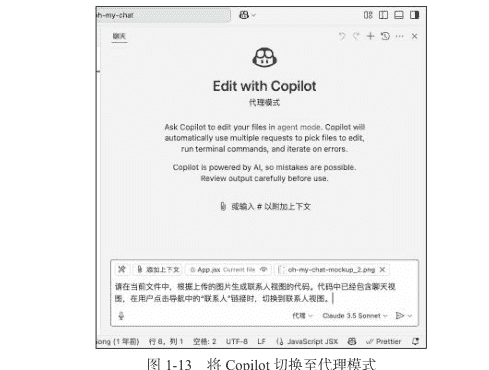 oh-my-chat
聊天
Edit with Copilot
代理模式
Ask Copilot to edit your files in agent mode. Copilot will
automatically use multiple requests to pick files to edit,
run terminal commands, and iterate on errors.
Copilot is powered by AI, so mistakes are possible.
Review output carefully before use.
或输入 # 以附加上下文
添加上下文 App.jsx Current file oh-my-chat-mockup_2.png
请在当前文件中，根据上传的图片生成联系人视图的代码。代码中已经包含聊天视
图，在用户点击导航中的“联系人”链接时，切换到联系人视图。
代理 Claude 3.5 Sonnet
ong (1 年前) 行 8，列 1 空格: 2 UTF-8 LF JavaScript JSX Prettier
图 1-13 将 Copilot 切换至代理模式